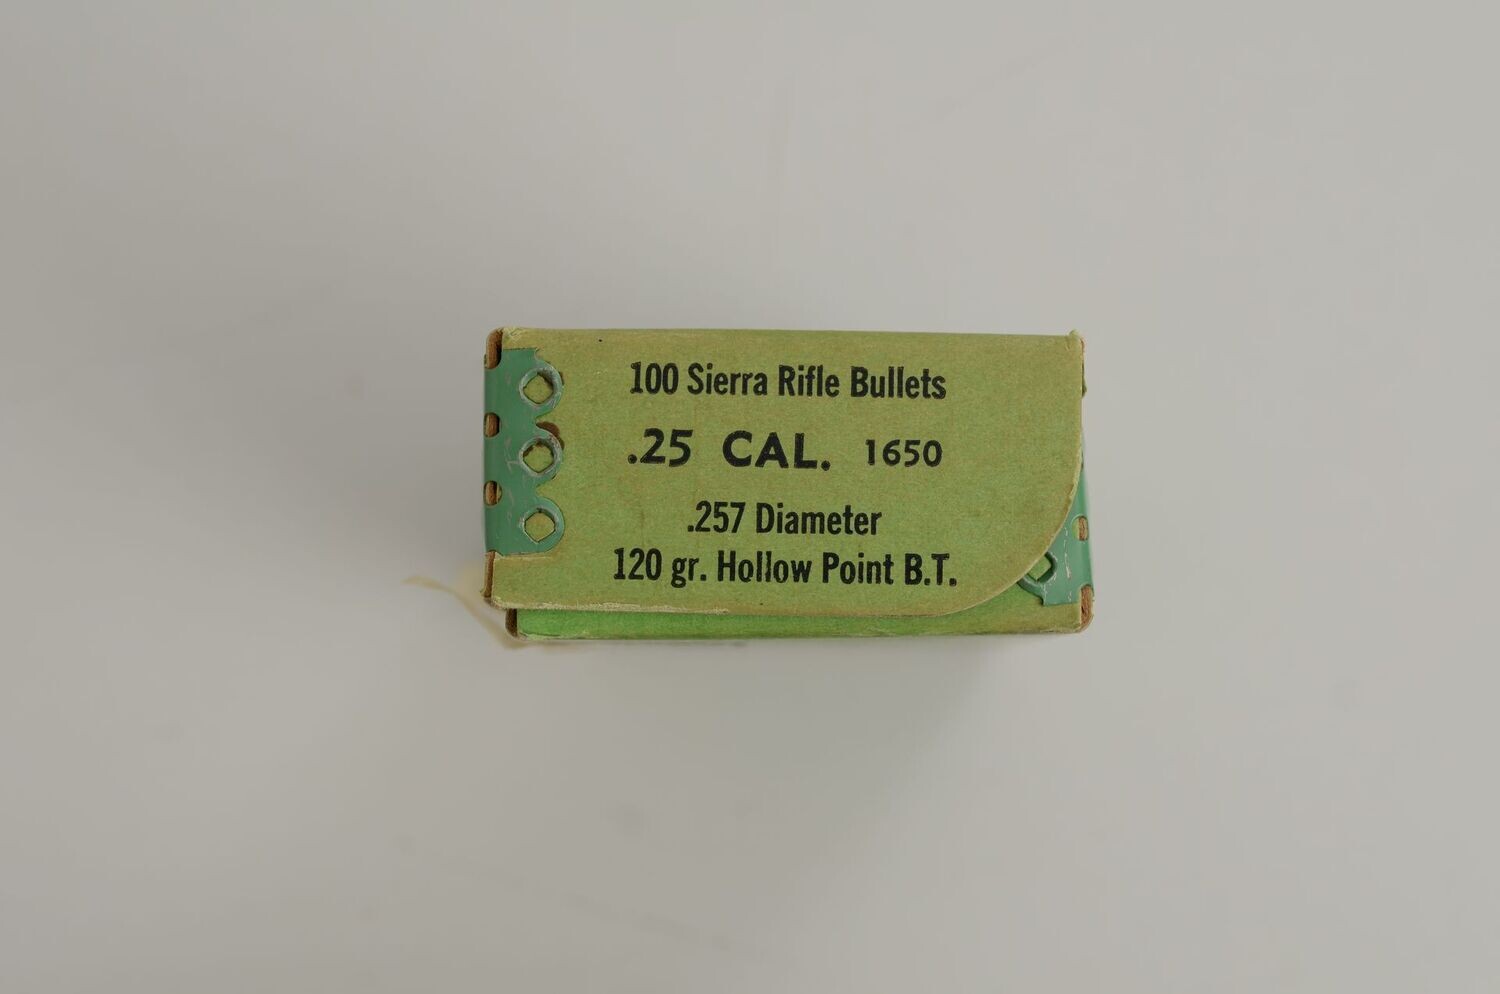 100 Sierra Rifle Bullets
.25 CAL. 1650
.257 Diameter
120 gr. Hollow Point B.T.